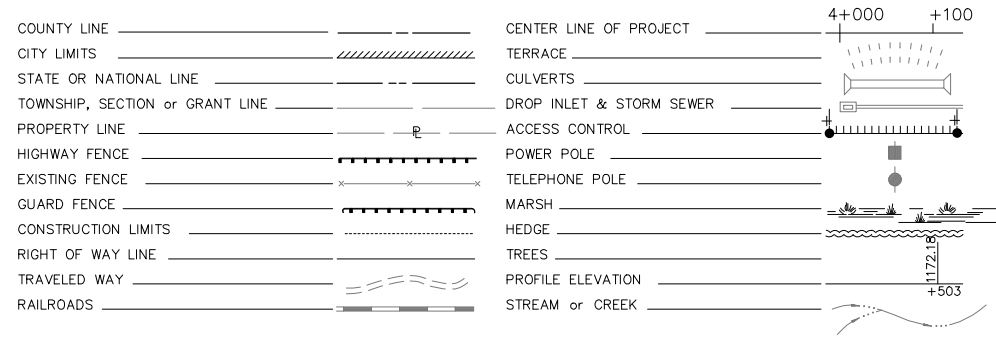 COUNTY LINE
CITY LIMITS
STATE OR NATIONAL LINE
TOWNSHIP, SECTION or GRANT LINE
PROPERTY LINE
PL
HIGHWAY FENCE
EXISTING FENCE
GUARD FENCE
CONSTRUCTION LIMITS
RIGHT OF WAY LINE
TRAVELED WAY
RAILROADS
4+000 +100
CENTER LINE OF PROJECT
TERRACE
CULVERTS
DROP INLET & STORM SEWER
ACCESS CONTROL
POWER POLE
TELEPHONE POLE
MARSH
HEDGE
TREES
1172.18
PROFILE ELEVATION
+503
STREAM or CREEK